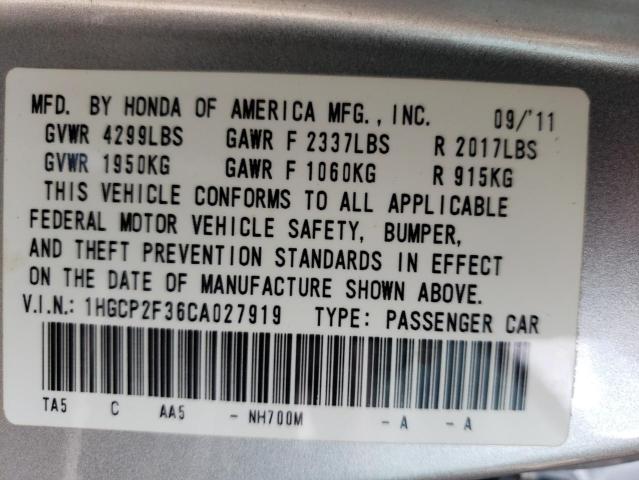 MFD. BY HONDA OF AMERICA MFG., INC. 09/'11
GVWR 4299LBS GAWR F 2337LBS R 2017LBS
GVWR 1950KG GAWR F 1060KG R 915KG
THIS VEHICLE CONFORMS TO ALL APPLICABLE
FEDERAL MOTOR VEHICLE SAFETY, BUMPER,
AND THEFT PREVENTION STANDARDS IN EFFECT
ON THE DATE OF MANUFACTURE SHOWN ABOVE.
V.I.N.: 1HGCP2F36CA027919 TYPE: PASSENGER CAR
TA5 C AA5 - NH700M - A - A